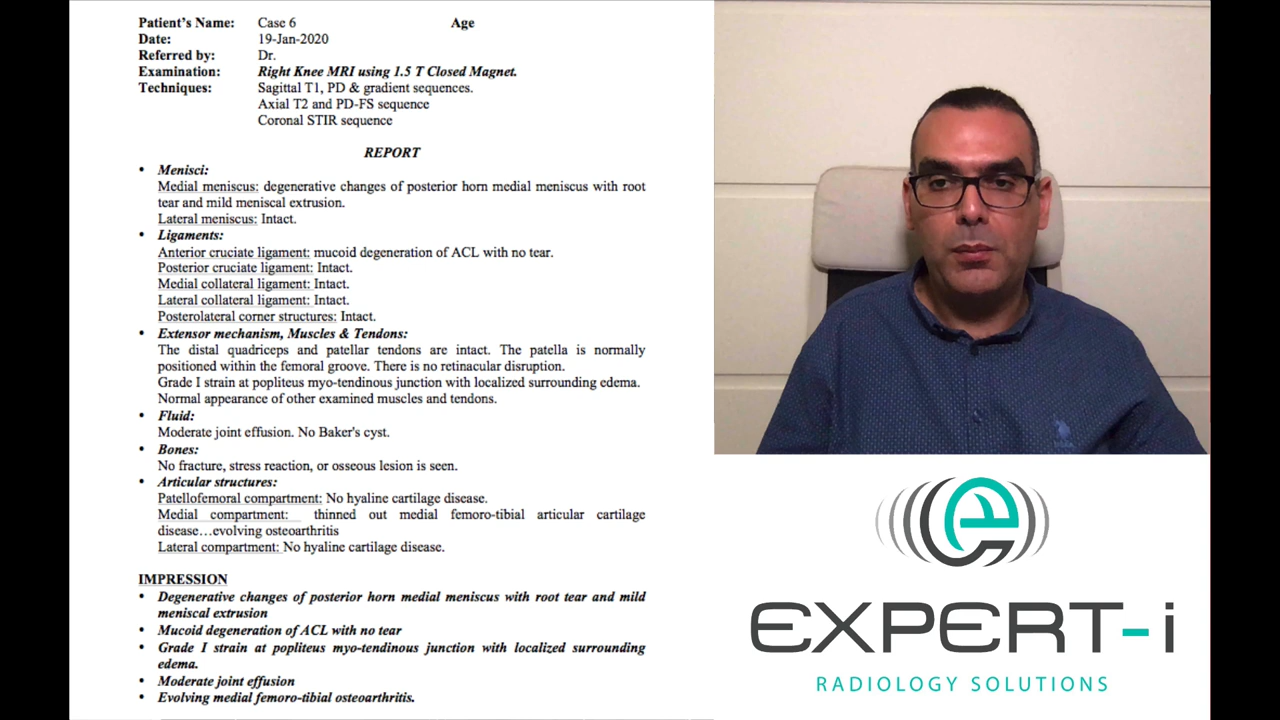 Patient's Name: Case 6 Age
Date: 19-Jan-2020
Referred by: Dr.
Examination: Right Knee MRI using 1.5 T Closed Magnet.
Techniques: Sagittal T1, PD & gradient sequences.
Axial T2 and PD-FS sequence
Coronal STIR sequence
REPORT
• Menisci:
Medial meniscus: degenerative changes of posterior horn medial meniscus with root
tear and mild meniscal extrusion.
Lateral meniscus: Intact.
• Ligaments:
Anterior cruciate ligament: mucoid degeneration of ACL with no tear.
Posterior cruciate ligament: Intact.
Medial collateral ligament: Intact.
Lateral collateral ligament: Intact.
Posterolateral corner structures: Intact.
• Extensor mechanism, Muscles & Tendons:
The distal quadriceps and patellar tendons are intact. The patella is normally
positioned within the femoral groove. There is no retinacular disruption.
Grade I strain at popliteus myo-tendinous junction with localized surrounding edema.
Normal appearance of other examined muscles and tendons.
• Fluid:
Moderate joint effusion. No Baker's cyst.
• Bones:
No fracture, stress reaction, or osseous lesion is seen.
• Articular structures:
Patellofemoral compartment: No hyaline cartilage disease.
Medial compartment: thinned out medial femoro-tibial articular cartilage
disease…evolving osteoarthritis
Lateral compartment: No hyaline cartilage disease.
IMPRESSION
• Degenerative changes of posterior horn medial meniscus with root tear and mild
meniscal extrusion
• Mucoid degeneration of ACL with no tear
• Grade I strain at popliteus myo-tendinous junction with localized surrounding
edema.
• Moderate joint effusion
• Evolving medial femoro-tibial osteoarthritis.
EXPERT-i
RADIOLOGY SOLUTIONS